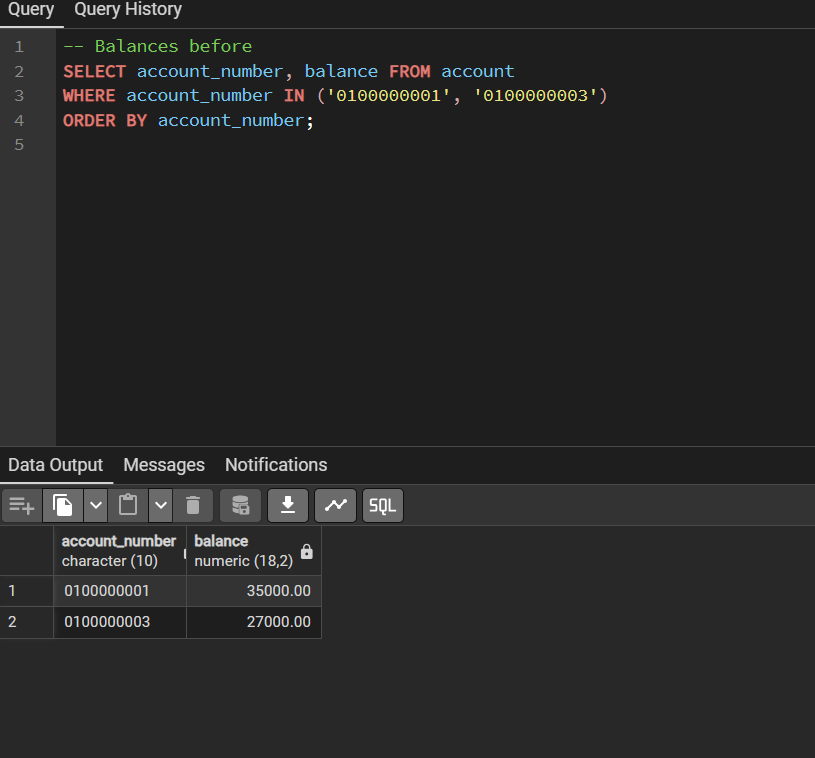 Query Query History
1 -- Balances before
2 SELECT account_number, balance FROM account
3 WHERE account_number IN ('0100000001', '0100000003')
4 ORDER BY account_number;
5
Data Output Messages Notifications
SQL
account_number balance
character (10) numeric (18,2)
1 0100000001 35000.00
2 0100000003 27000.00